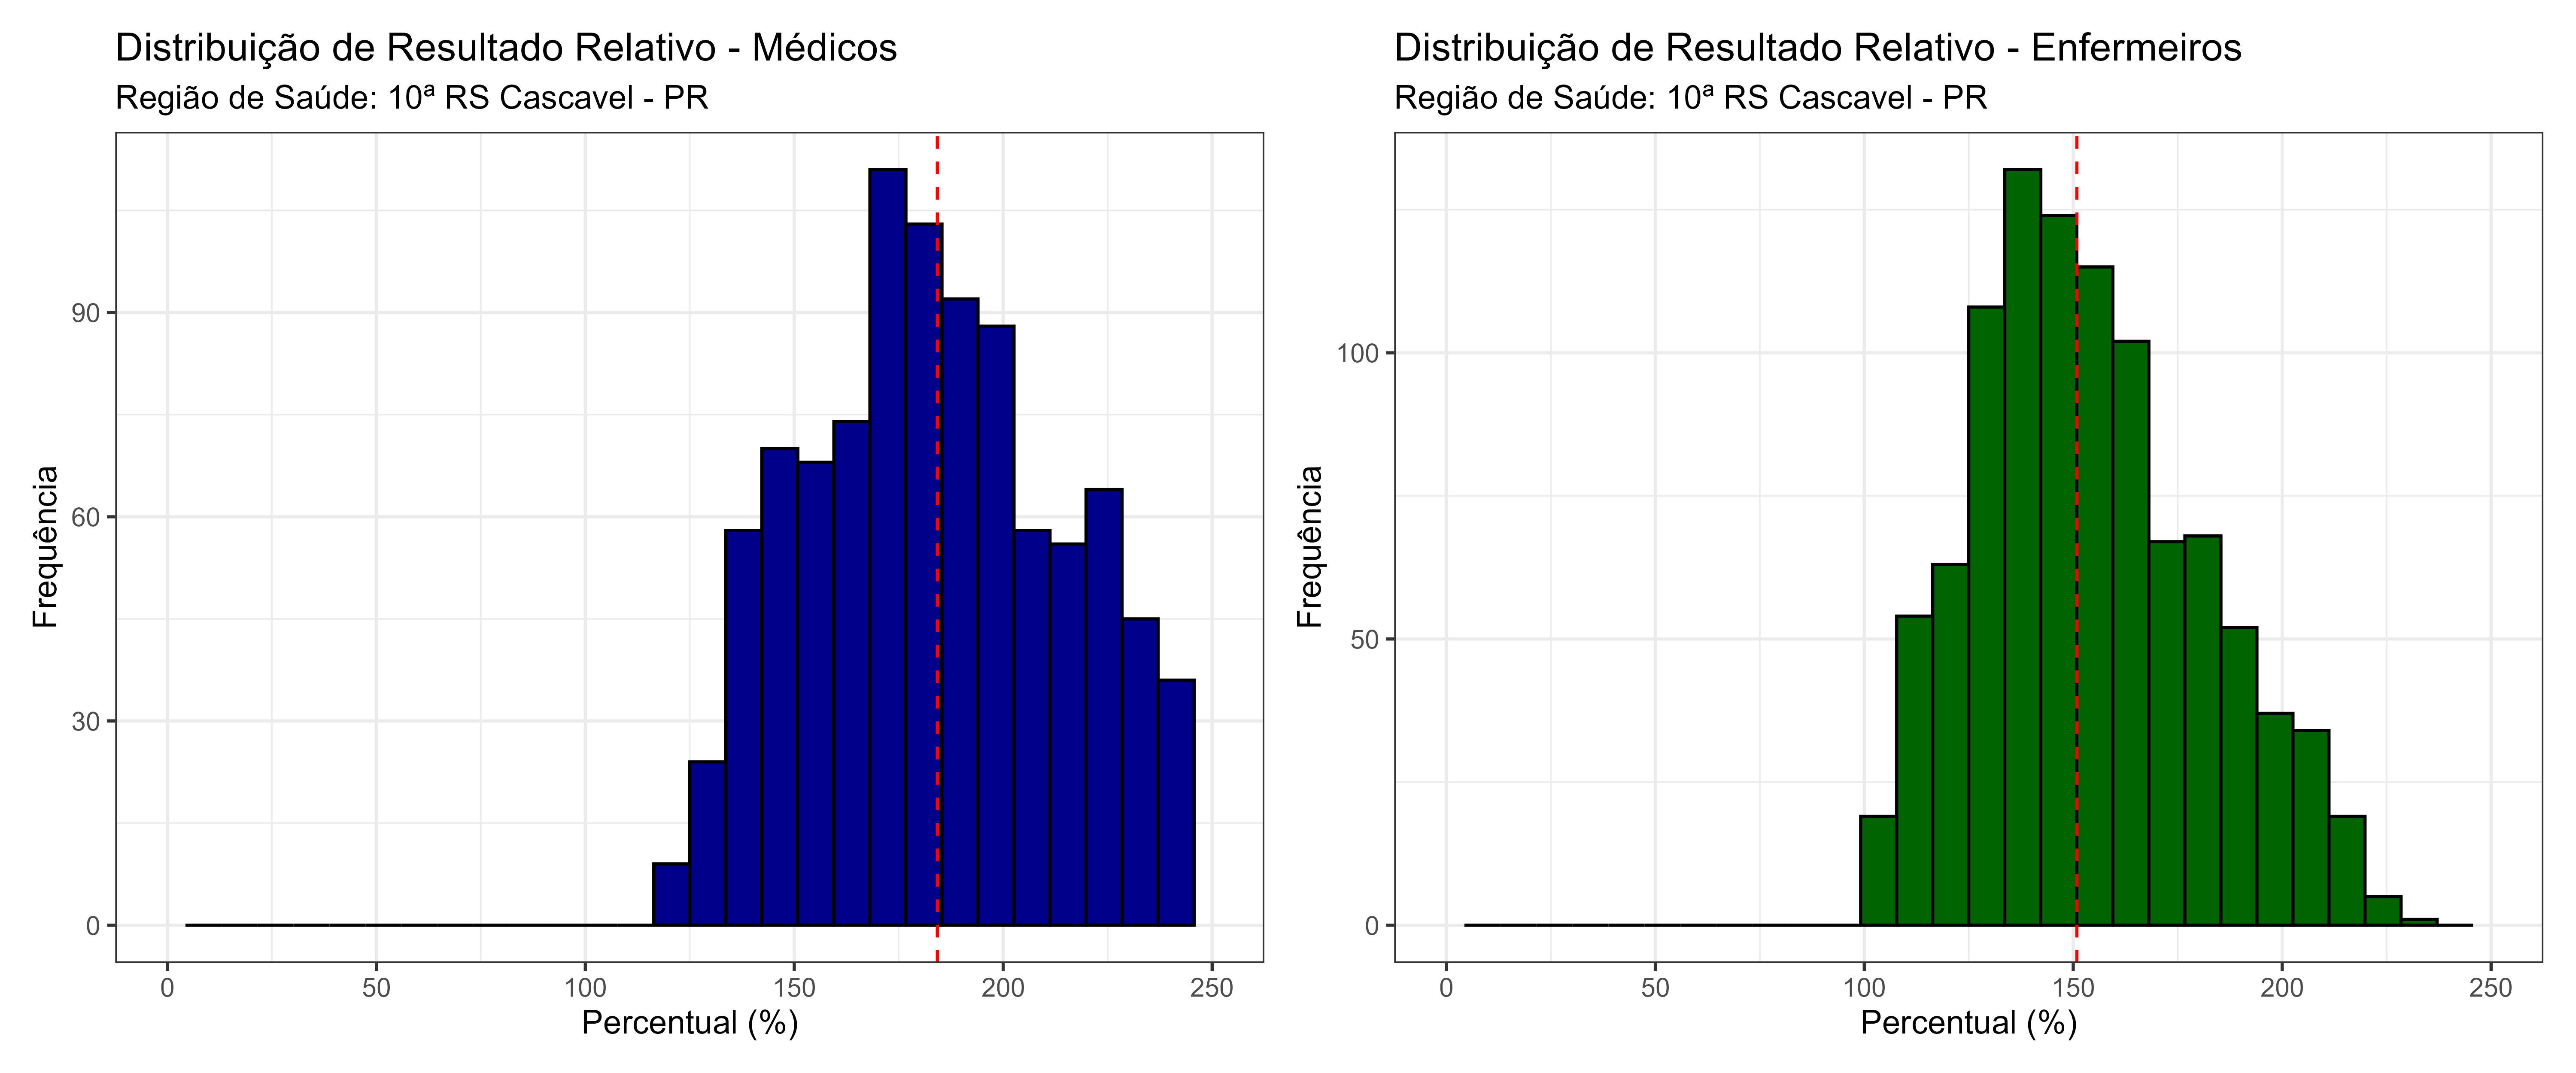 Distribuição de Resultado Relativo - Médicos
Região de Saúde: 10ª RS Cascavel - PR
Frequência
90
60
30
0
0 50 100 150 200 250
Percentual (%)
Distribuição de Resultado Relativo - Enfermeiros
Região de Saúde: 10ª RS Cascavel - PR
Frequência
100
50
0
0 50 100 150 200 250
Percentual (%)